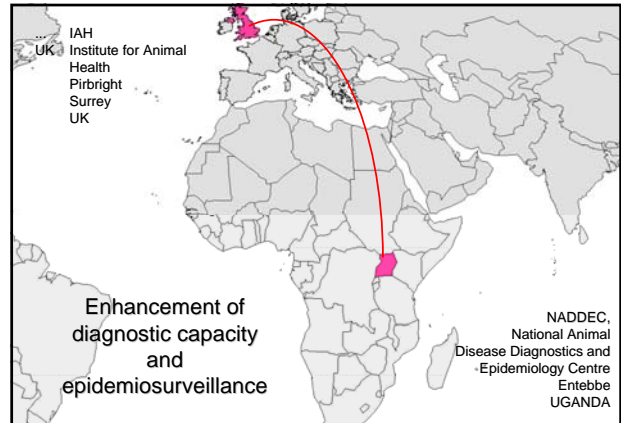 ... IAH
UK Institute for Animal
Health
Pirbright
Surrey
UK
Enhancement of
diagnostic capacity
and
epidemiosurveillance
NADDEC,
National Animal
Disease Diagnostics and
Epidemiology Centre
Entebbe
UGANDA